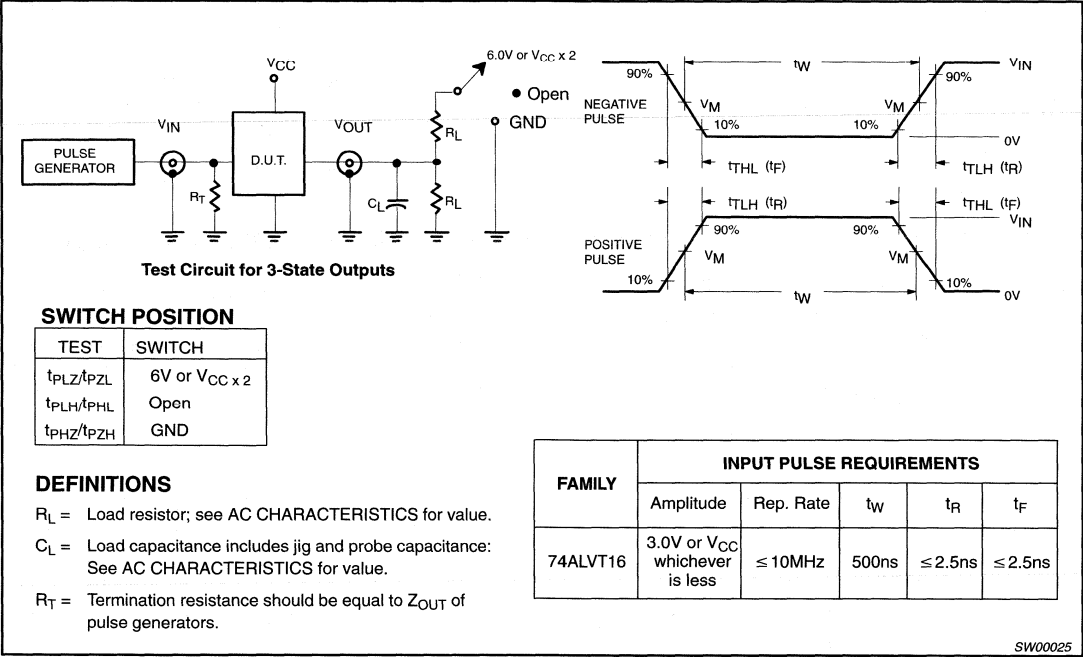 6.0V or VCC x 2
VCC
Open
GND
VIN
VOUT
PULSE
GENERATOR
D.U.T.
RT
CL
RL
RL
Test Circuit for 3-State Outputs
90%
tW
90%
VIN
NEGATIVE
PULSE
VM
VM
10%
10%
0V
tTHL (tF)
tTLH (tR)
tTLH (tR)
tTHL (tF)
VIN
90%
90%
POSITIVE
PULSE
VM
VM
10%
10%
tW
0V
SWITCH POSITION
TEST SWITCH
tPLZ/tPZL 6V or VCC x 2
tPLH/tPHL Open
tPHZ/tPZH GND
DEFINITIONS
RL = Load resistor; see AC CHARACTERISTICS for value.
CL = Load capacitance includes jig and probe capacitance:
See AC CHARACTERISTICS for value.
RT = Termination resistance should be equal to ZOUT of
pulse generators.
FAMILY
INPUT PULSE REQUIREMENTS
Amplitude Rep. Rate tW tR tF
74ALVT16
3.0V or VCC
whichever
is less
≤ 10MHz 500ns ≤ 2.5ns ≤ 2.5ns
SW00025